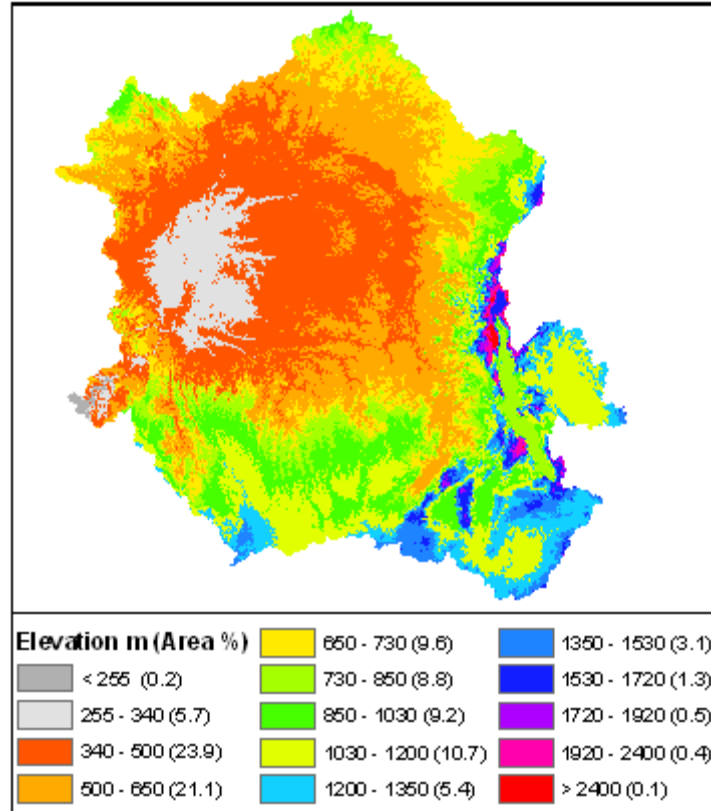 Elevation m (Area %)
< 255 (0.2)
255 - 340 (5.7)
340 - 500 (23.9)
500 - 650 (21.1)
650 - 730 (9.6)
730 - 850 (8.8)
850 - 1030 (9.2)
1030 - 1200 (10.7)
1200 - 1350 (5.4)
1350 - 1530 (3.1)
1530 - 1720 (1.3)
1720 - 1920 (0.5)
1920 - 2400 (0.4)
> 2400 (0.1)